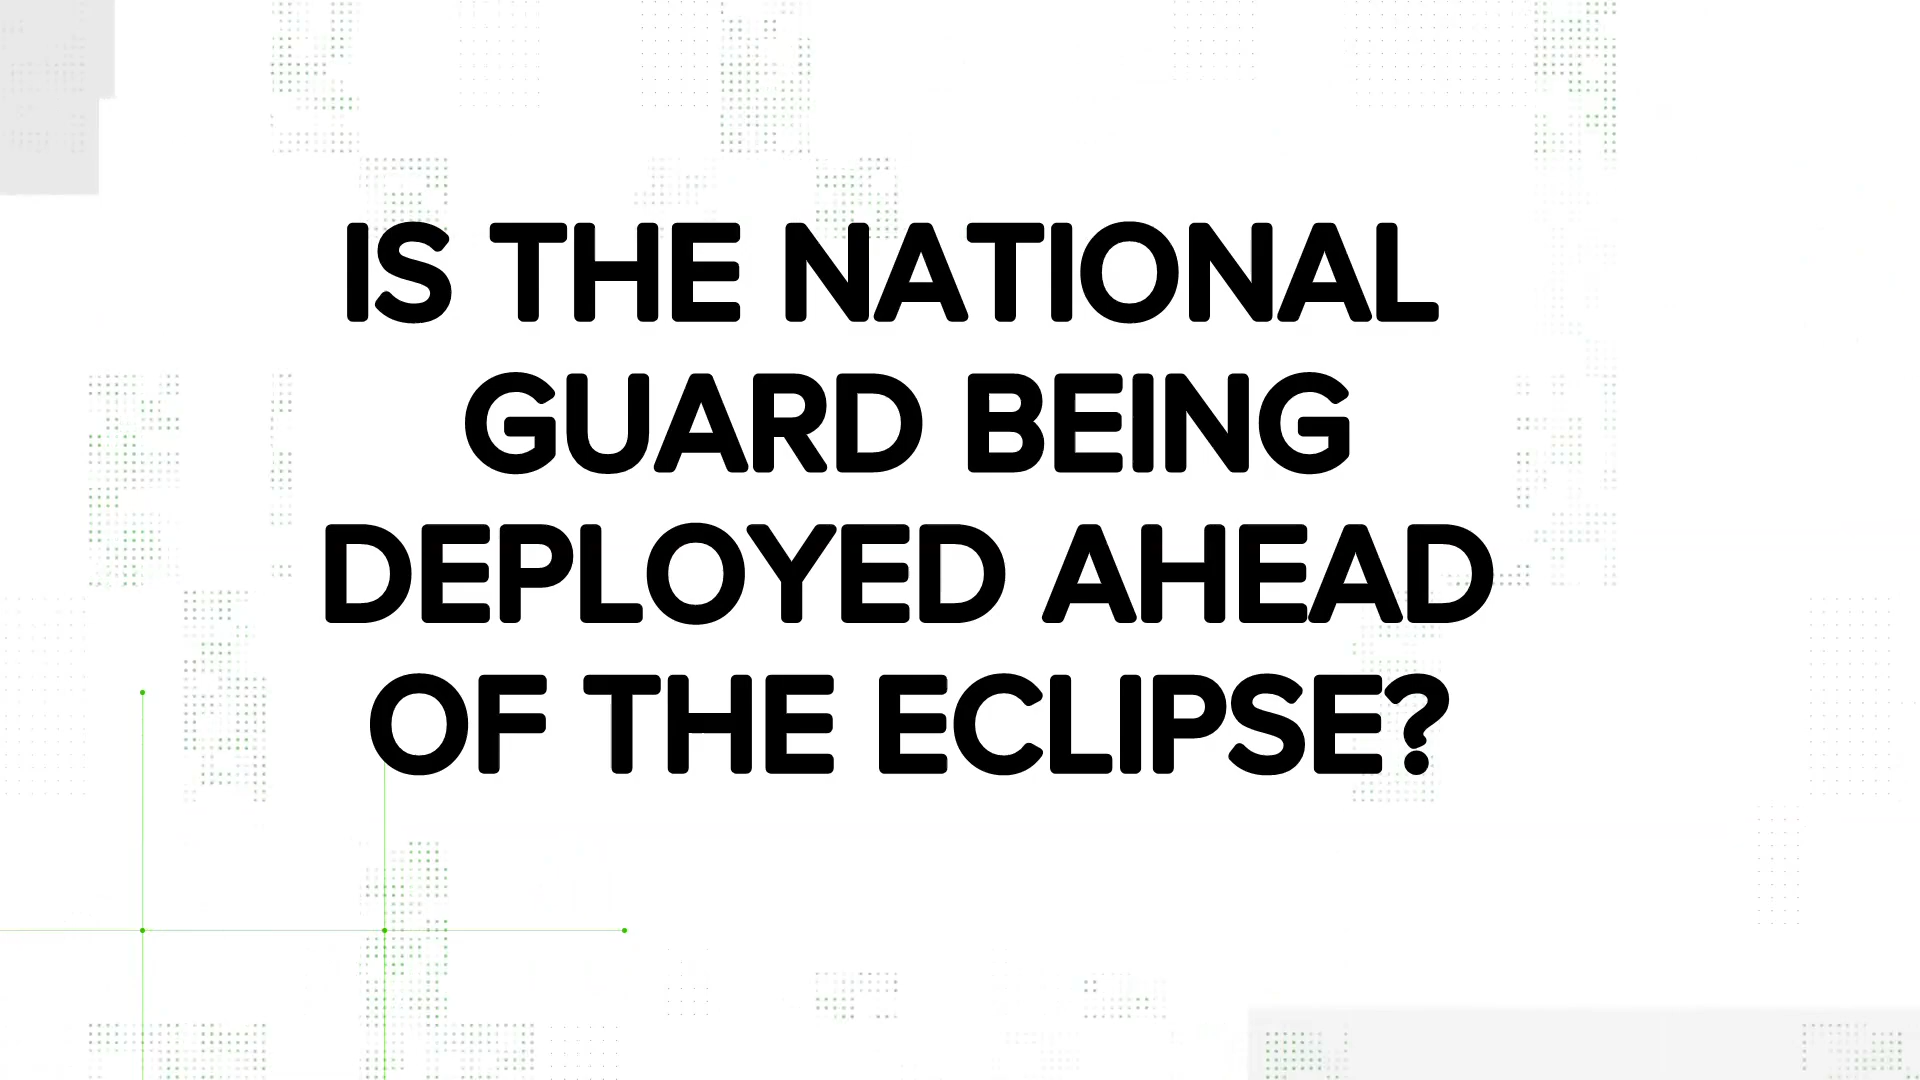 IS THE NATIONAL
GUARD BEING
DEPLOYED AHEAD
OF THE ECLIPSE?